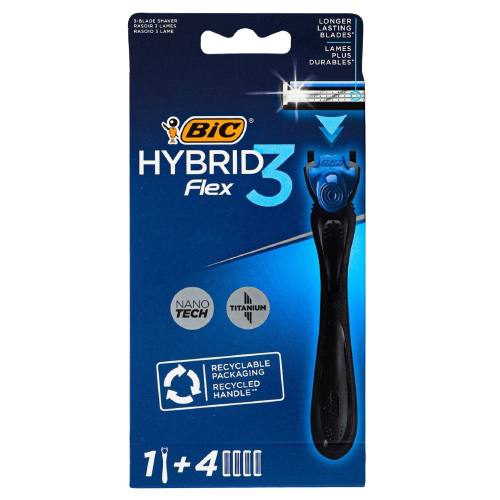 3-BLADE SHAVER
RASOIR 3 LAMES
RASOIO 3 LAME
LONGER
LASTING
BLADES*
LAMES
PLUS
DURABLES*
BiC®
HYBRID 3
Flex
NANO
TECH
TITANIUM
RECYCLABLE
PACKAGING
RECYCLED
HANDLE**
BiC
1 + 4